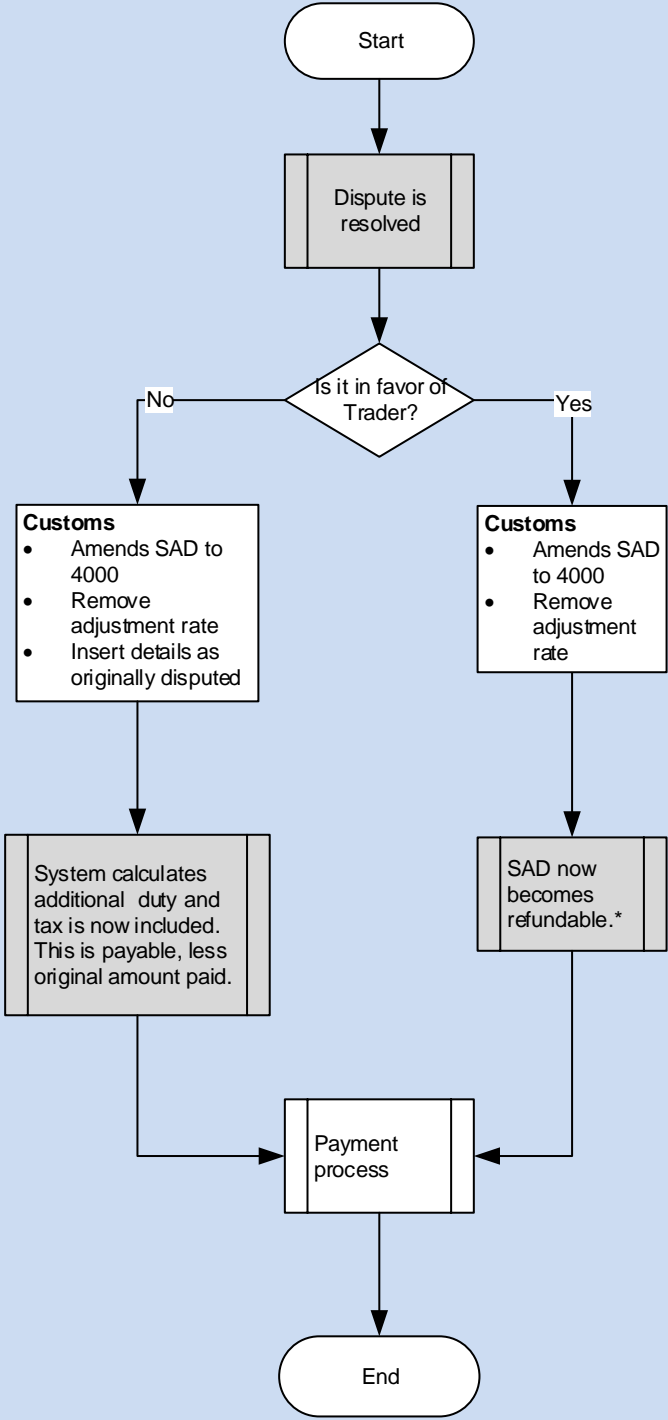 Start
Dispute is
resolved
Is it in favor of
Trader?
No
Yes
Customs
• Amends SAD to
4000
• Remove
adjustment rate
• Insert details as
originally disputed
Customs
• Amends SAD
to 4000
• Remove
adjustment
rate
System calculates
additional duty and
tax is now included.
This is payable, less
original amount paid.
SAD now
becomes
refundable.*
Payment
process
End